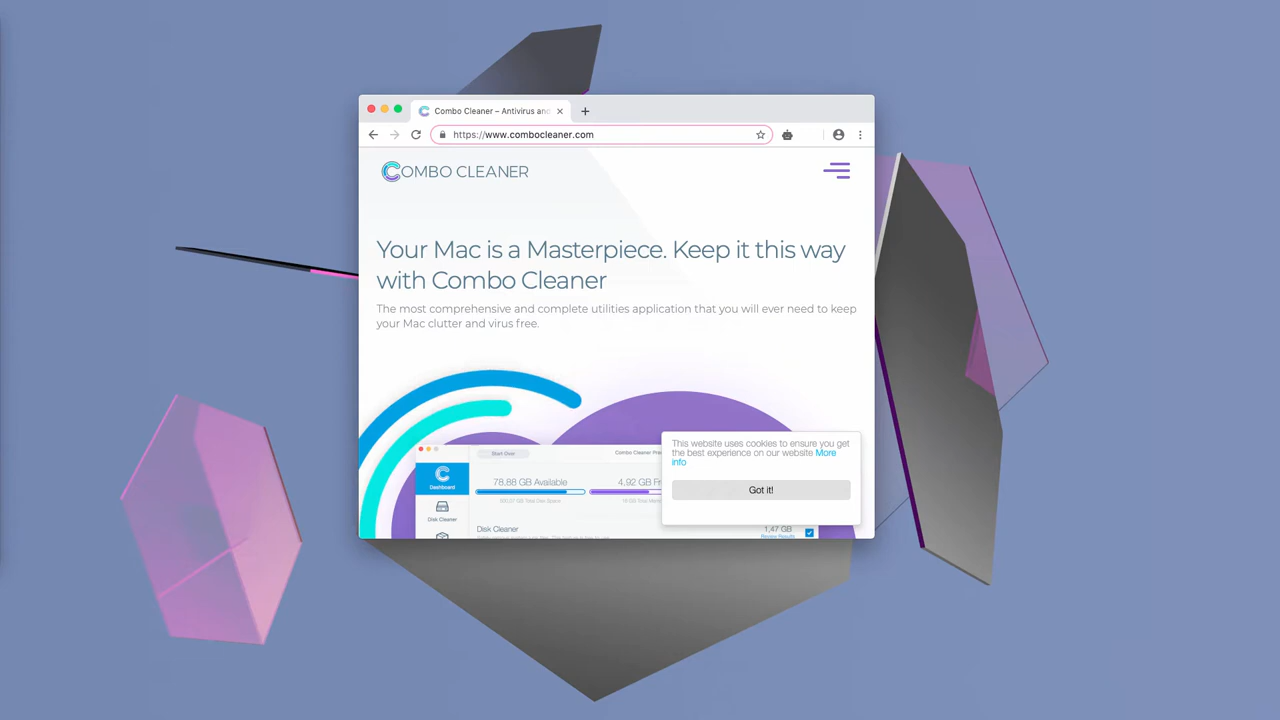 Combo Cleaner – Antivirus and
https://www.combocleaner.com
COMBO CLEANER
Your Mac is a Masterpiece. Keep it this way
with Combo Cleaner
The most comprehensive and complete utilities application that you will ever need to keep
your Mac clutter and virus free.
This website uses cookies to ensure you get
the best experience on our website More
info
Got it!
Start Over
Combo Cleaner
Dashboard
78,88 GB Available
4,92 GB
Disk Cleaner
Disk Cleaner
1,47 GB
Review Results